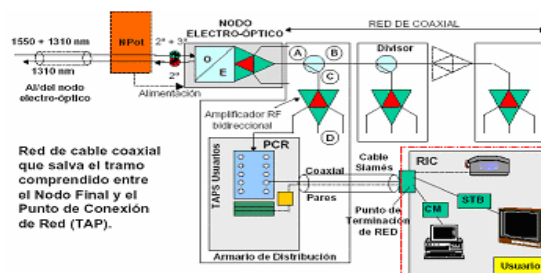 NODO
ELECTRO-ÓPTICO
RED DE COAXIAL
1550 + 1310 nm
NPot
2ª + 3ª
1310 nm
2ª
O
E
A
B
C
D
Divisor
Al/del nodo
electro-óptico
Alimentación
Amplificador RF
bidireccional
Red de cable coaxial
que salva el tramo
comprendido entre
el Nodo Final y el
Punto de Conexión
de Red (TAP).
TAPS Usuarios
PCR
Coaxial
Pares
Cable
Siamés
RIC
Punto de
Terminación
de RED
CM
STB
Armario de Distribución
Usuario